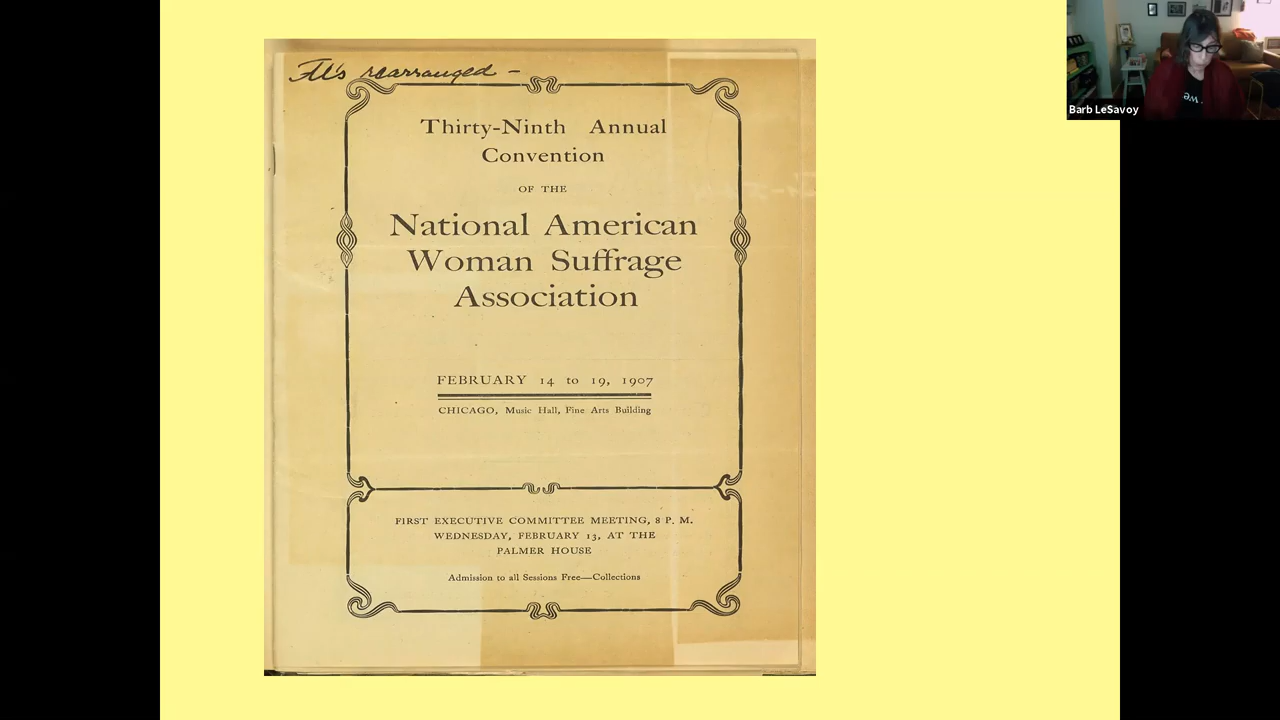 rearranged –
Thirty-Ninth Annual
Convention
OF THE
National American
Woman Suffrage
Association
FEBRUARY 14 to 19, 1907
CHICAGO, Music Hall, Fine Arts Building
FIRST EXECUTIVE COMMITTEE MEETING, 8 P. M.
WEDNESDAY, FEBRUARY 13, AT THE
PALMER HOUSE
Admission to all Sessions Free—Collections
Barb LeSavoy